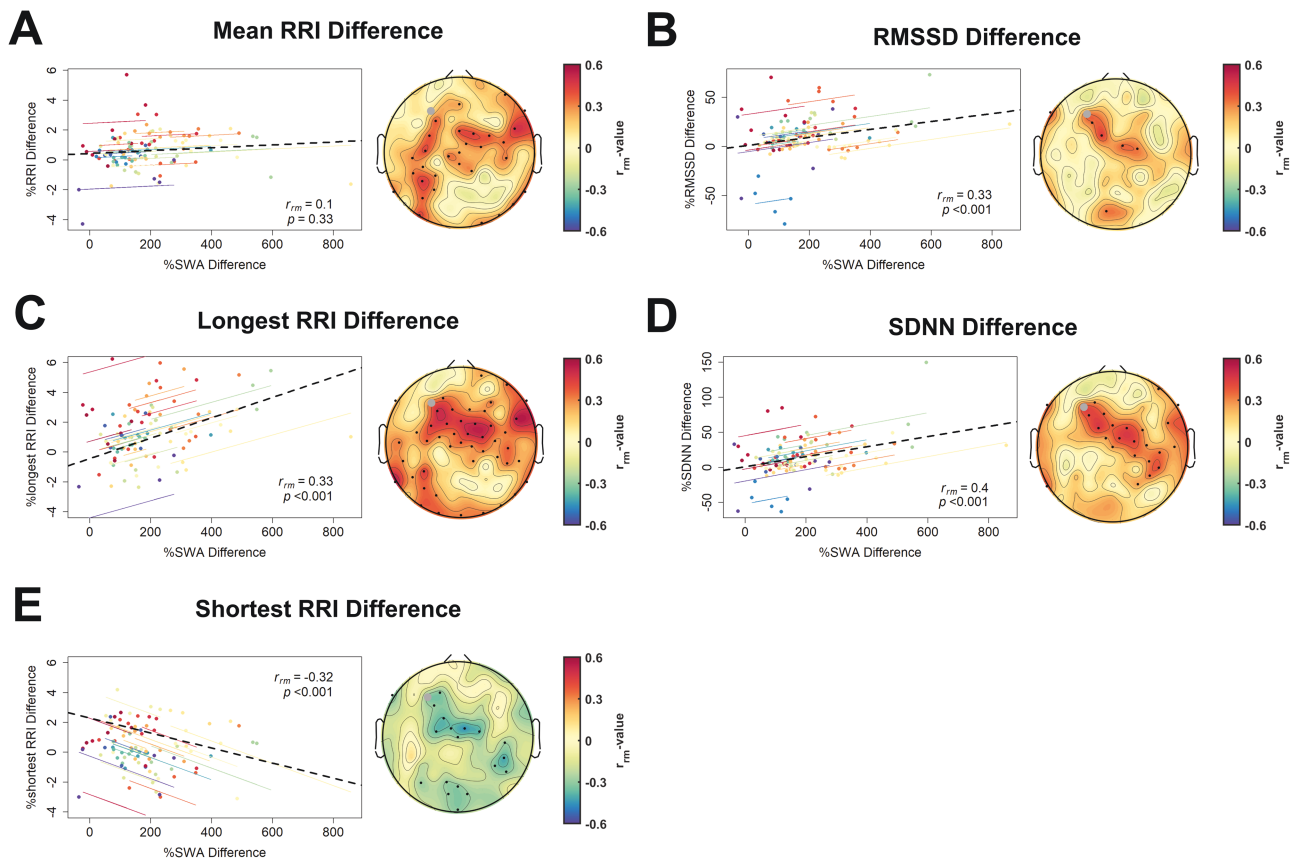 A
Mean RRI Difference
%RRI Difference
6
4
2
0
-2
-4
0
200
400
600
800
%SWA Difference
r_rm = 0.1
p = 0.33
0.6
0.3
0
-0.3
-0.6
r_rm-value
B
RMSSD Difference
%RMSSD Difference
50
0
-50
0
200
400
600
800
%SWA Difference
r_rm = 0.33
p <0.001
0.6
0.3
0
-0.3
-0.6
r_rm-value
C
Longest RRI Difference
%longest RRI Difference
6
4
2
0
-2
-4
0
200
400
600
800
%SWA Difference
r_rm = 0.33
p <0.001
0.6
0.3
0
-0.3
-0.6
r_rm-value
D
SDNN Difference
%SDNN Difference
150
100
50
0
-50
0
200
400
600
800
%SWA Difference
r_rm = 0.4
p <0.001
0.6
0.3
0
-0.3
-0.6
r_rm-value
E
Shortest RRI Difference
%shortest RRI Difference
6
4
2
0
-2
-4
0
200
400
600
800
%SWA Difference
r_rm = -0.32
p <0.001
0.6
0.3
0
-0.3
-0.6
r_rm-value